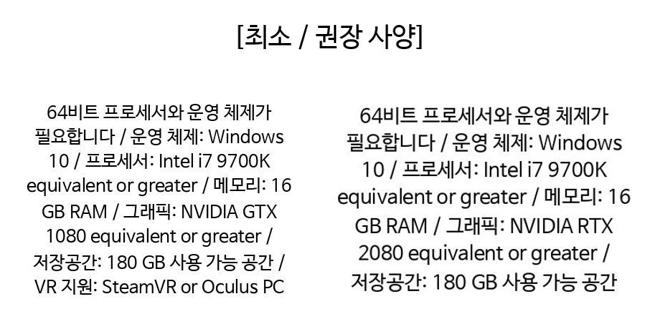 [최소 / 권장 사양]
64비트 프로세서와 운영 체제가
필요합니다 / 운영 체제: Windows
10 / 프로세서: Intel i7 9700K
equivalent or greater / 메모리: 16
GB RAM / 그래픽: NVIDIA GTX
1080 equivalent or greater /
저장공간: 180 GB 사용 가능 공간 /
VR 지원: SteamVR or Oculus PC
64비트 프로세서와 운영 체제가
필요합니다 / 운영 체제: Windows
10 / 프로세서: Intel i7 9700K
equivalent or greater / 메모리: 16
GB RAM / 그래픽: NVIDIA RTX
2080 equivalent or greater /
저장공간: 180 GB 사용 가능 공간